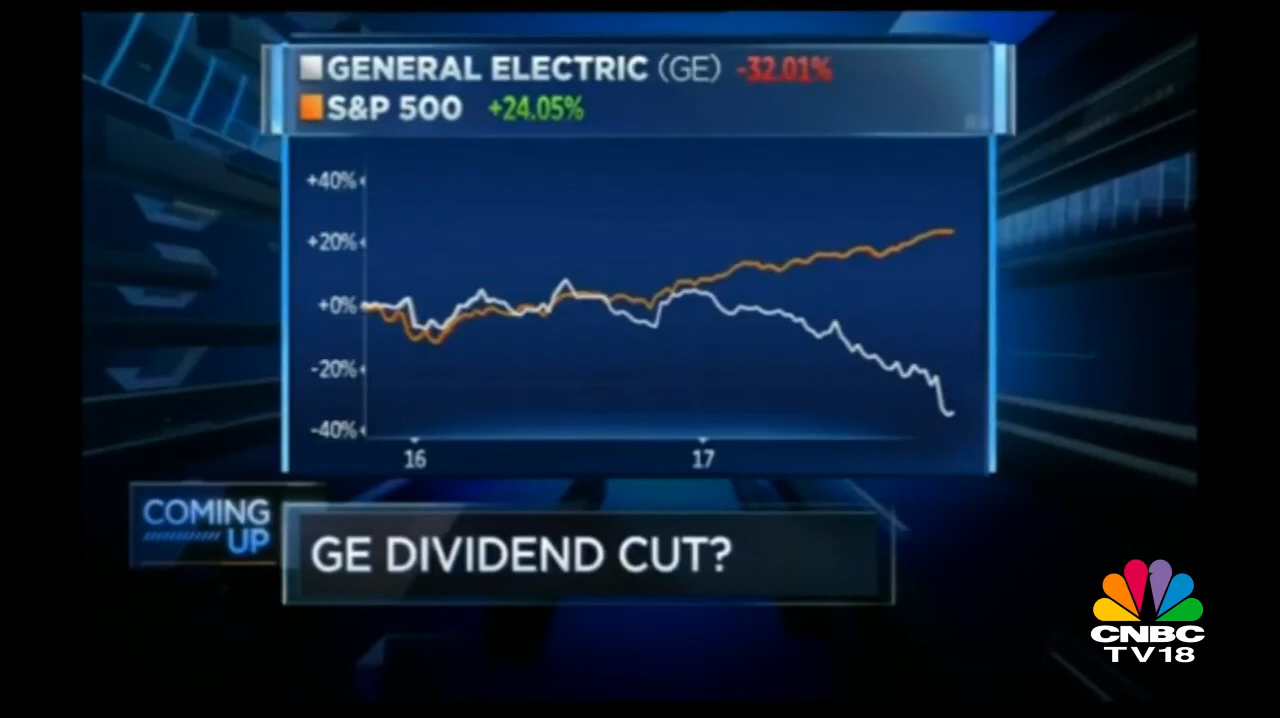 GENERAL ELECTRIC (GE) -32.01%
S&P 500 +24.05%
+40%
+20%
+0%
-20%
-40%
16 17
COMING
UP
GE DIVIDEND CUT?
CNBC
TV18